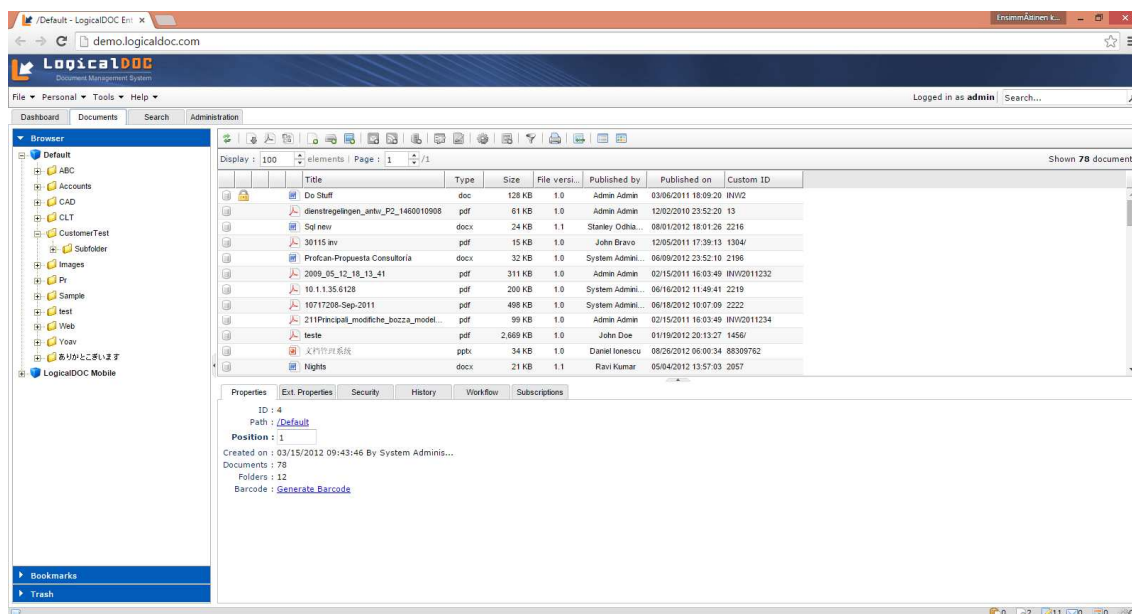 /Default - LogicalDOC Ent
demo.logicaldoc.com
LogicalDOC
Document Management System
File Personal Tools Help
Logged in as admin Search...
Dashboard Documents Search Administration
Browser
Default
ABC
Accounts
CAD
CLT
CustomerTest
Subfolder
Images
Pr
Sample
test
Web
Yoav
ありがとございます
LogicalDOC Mobile
Bookmarks
Trash
Display : 100 elements Page : 1 /1 Shown 78 document
Title Type Size File versi... Published by Published on Custom ID
Do Stuff doc 128 KB 1.0 Admin Admin 03/06/2011 18:09:20 INW2
dienstregelingen_antw_P2_1460010908 pdf 61 KB 1.0 Admin Admin 12/02/2010 23:52:20 13
Sql new docx 24 KB 1.1 Stanley Odhia... 08/01/2012 18:01:26 2216
30115 inv pdf 15 KB 1.0 John Bravo 12/05/2011 17:39:13 1304/
Profcan-Propuesta Consultoría docx 32 KB 1.0 System Admini... 06/09/2012 23:52:10 2196
2009_05_12_18_13_41 pdf 311 KB 1.0 Admin Admin 02/15/2011 16:03:49 INW2011232
10.1.1.35.6128 pdf 200 KB 1.0 System Admini... 06/16/2012 11:49:41 2219
10717208-Sep-2011 pdf 498 KB 1.0 System Admini... 06/18/2012 10:07:09 2222
211Principali_modifiche_bozza_model... pdf 99 KB 1.0 Admin Admin 02/15/2011 16:03:49 INW2011234
teste pdf 2,669 KB 1.0 John Doe 01/19/2012 20:13:27 1456/
文档管理系统 pptx 34 KB 1.0 Daniel Ionescu 08/26/2012 06:00:34 88309762
Nights docx 21 KB 1.1 Ravi Kumar 05/04/2012 13:57:03 2057
Properties Ext. Properties Security History Workflow Subscriptions
ID : 4
Path : /Default
Position : 1
Created on : 03/15/2012 09:43:46 By System Adminis...
Documents : 78
Folders : 12
Barcode : Generate Barcode
0 2 11 0 0